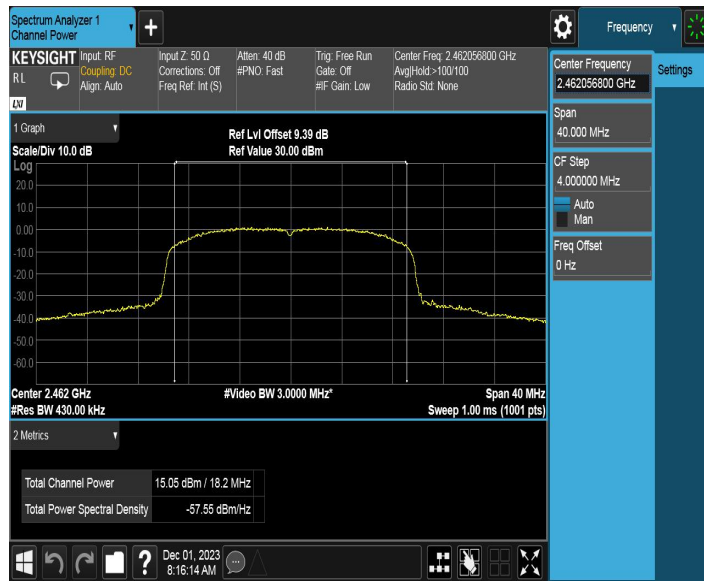 Spectrum Analyzer 1
Channel Power
+
Frequency
KEYSIGHT
RL
LXI
Input: RF
Coupling: DC
Align: Auto
Input Z: 50 Ω
Corrections: Off
Freq Ref: Int (S)
Atten: 40 dB
#PNO: Fast
Trig: Free Run
Gate: Off
#IF Gain: Low
Center Freq: 2.462056800 GHz
Avg|Hold:>100/100
Radio Std: None
Center Frequency
2.462056800 GHz
Settings
Span
40.000 MHz
CF Step
4.000000 MHz
Auto
Man
Freq Offset
0 Hz
1 Graph
Scale/Div 10.0 dB
Ref Lvl Offset 9.39 dB
Ref Value 30.00 dBm
Log
20.0
10.0
0.00
-10.0
-20.0
-30.0
-40.0
-50.0
-60.0
Center 2.462 GHz
#Video BW 3.0000 MHz*
Span 40 MHz
#Res BW 430.00 kHz
Sweep 1.00 ms (1001 pts)
2 Metrics
Total Channel Power 15.05 dBm / 18.2 MHz
Total Power Spectral Density -57.55 dBm/Hz
?
Dec 01, 2023
8:16:14 AM